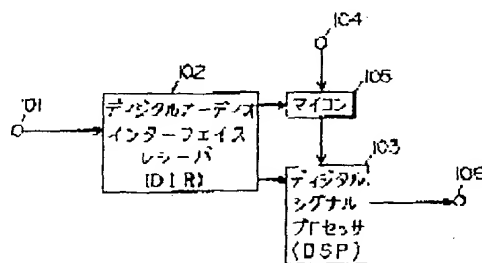 104
102
105
101
ディジタルオーディオ
インターフェイス
レシーバ
(DIR)
マイコン
103
ディジタル
シグナル
プロセッサ
(DSP)
106